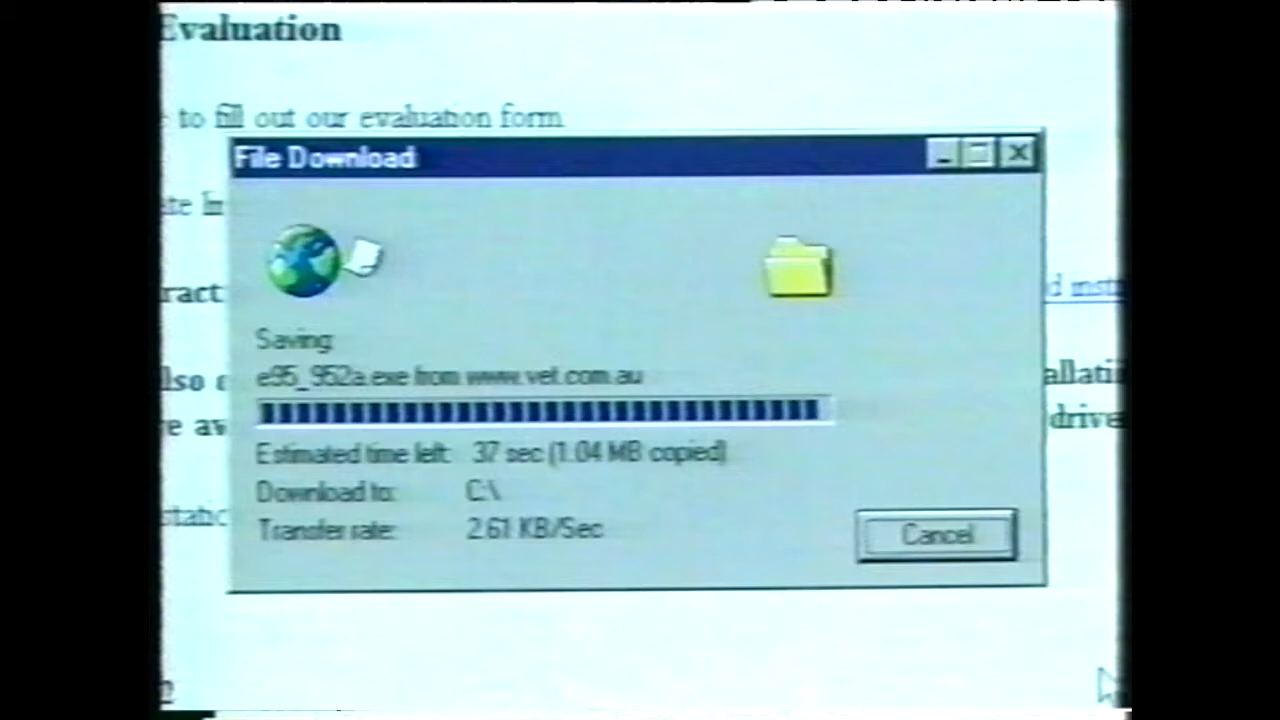 Evaluation
to fill out our evaluation form
File Download
Saving:
e95_952a.exe from www.vet.com.au
Estimated time left: 37 sec (1.04 MB copied)
Download to: C:\
Transfer rate: 2.61 KB/Sec
Cancel